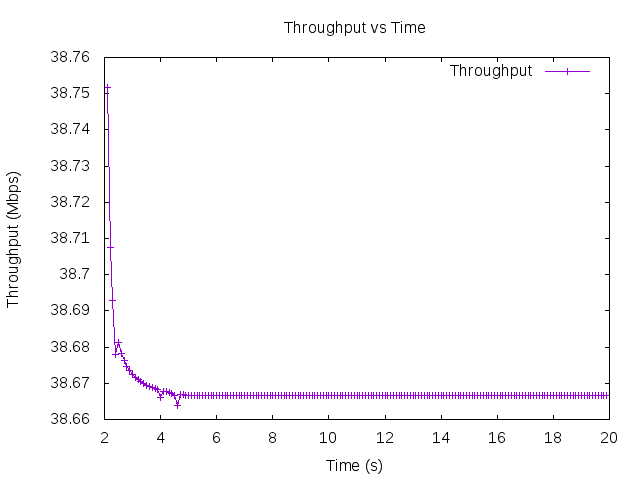 Throughput vs Time
Throughput
38.76
38.75
38.74
38.73
38.72
38.71
38.7
38.69
38.68
38.67
38.66
Throughput (Mbps)
2 4 6 8 10 12 14 16 18 20
Time (s)